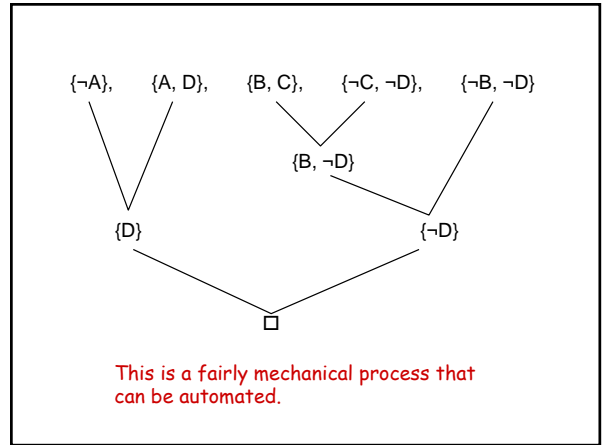 {¬A}, {A, D}, {B, C}, {¬C, ¬D}, {¬B, ¬D}
{B, ¬D}
{D} {¬D}
□
This is a fairly mechanical process that
can be automated.